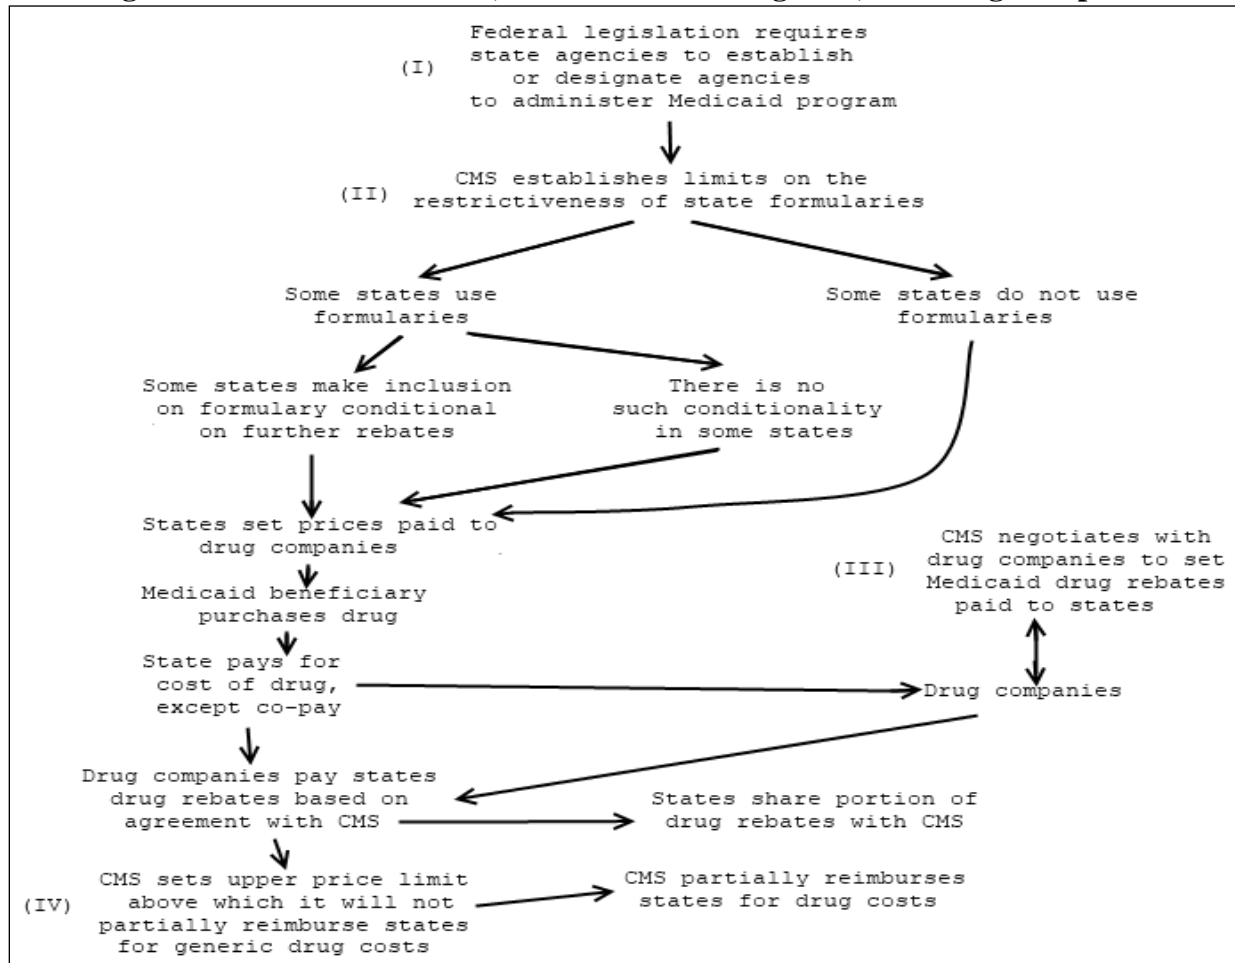 Federal legislation requires
state agencies to establish
(I) or designate agencies
to administer Medicaid program
CMS establishes limits on the
(II) restrictiveness of state formularies
Some states use
formularies
Some states do not use
formularies
Some states make inclusion
on formulary conditional
on further rebates
There is no
such conditionality
in some states
States set prices paid to
drug companies
CMS negotiates with
drug companies to set
(III) Medicaid drug rebates
paid to states
Medicaid beneficiary
purchases drug
State pays for
cost of drug,
except co-pay
Drug companies
Drug companies pay states
drug rebates based on
agreement with CMS
States share portion of
drug rebates with CMS
CMS sets upper price limit
above which it will not
(IV) partially reimburse states
for generic drug costs
CMS partially reimburses
states for drug costs